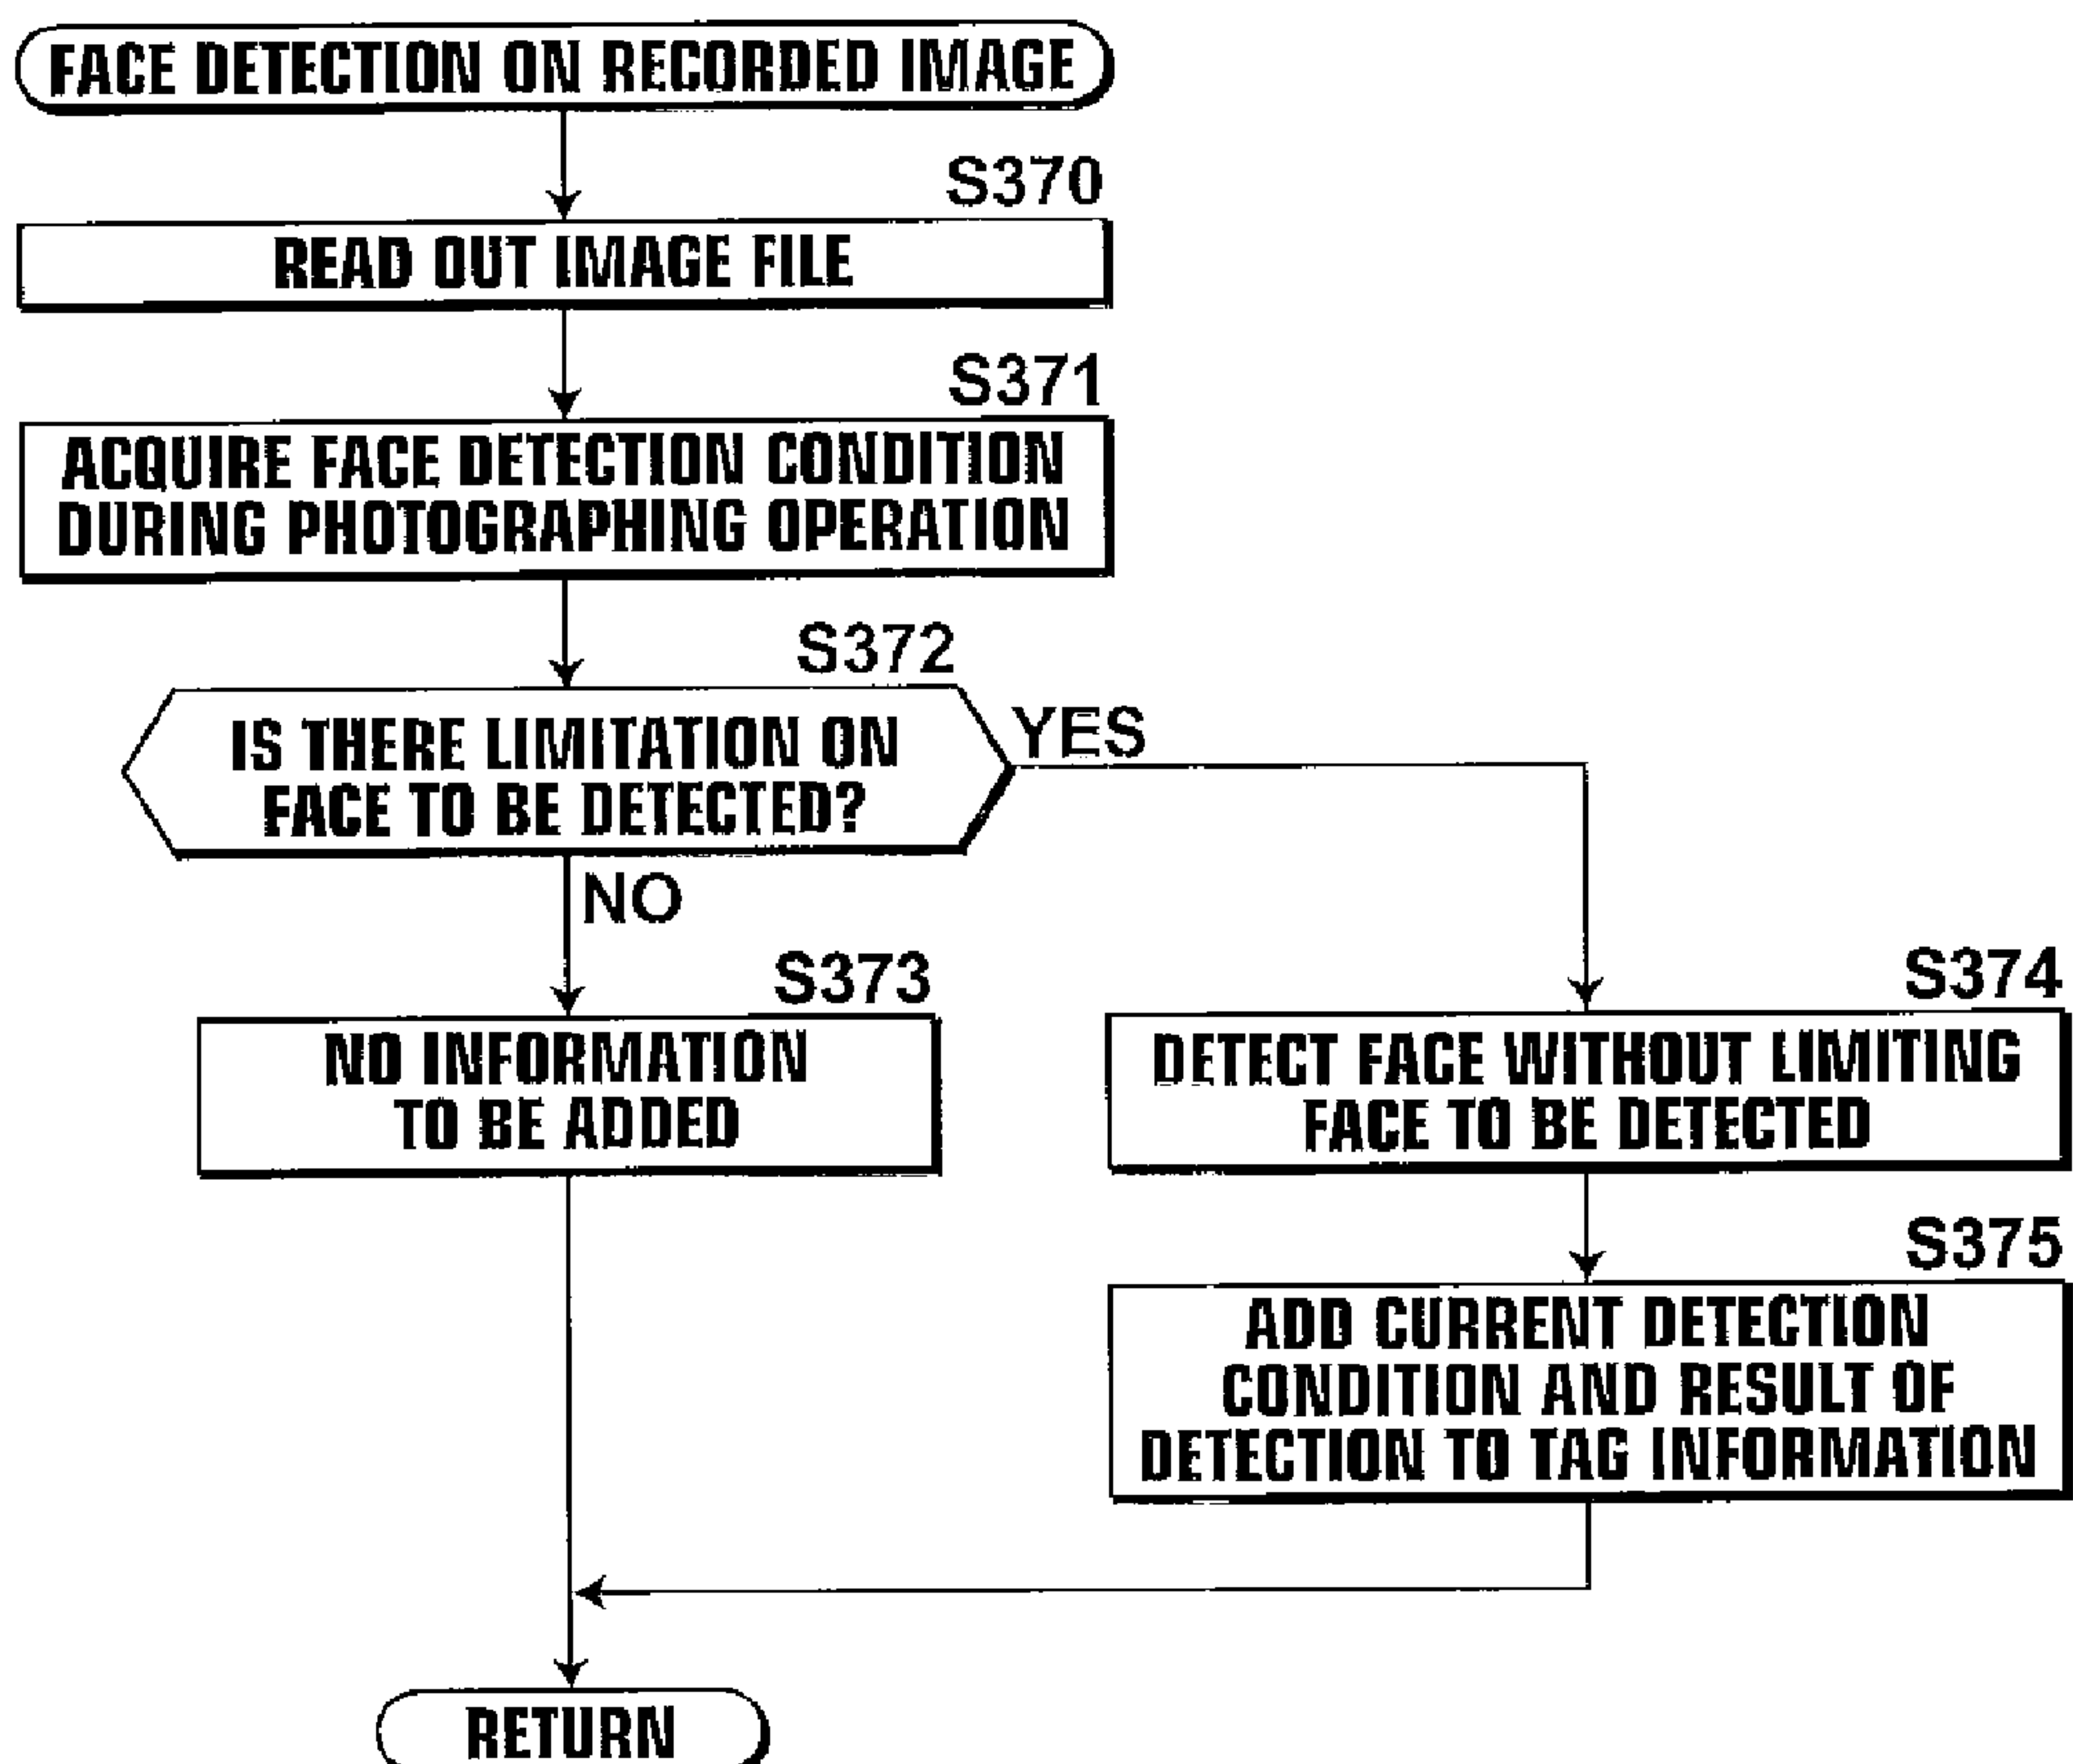 FACE DETECTION ON RECORDED IMAGE
S370
READ OUT IMAGE FILE
S371
ACQUIRE FACE DETECTION CONDITION
DURING PHOTOGRAPHING OPERATION
S372
IS THERE LIMITATION ON
FACE TO BE DETECTED?
YES
NO
S373
NO INFORMATION
TO BE ADDED
S374
DETECT FACE WITHOUT LIMITING
FACE TO BE DETECTED
S375
ADD CURRENT DETECTION
CONDITION AND RESULT OF
DETECTION TO TAG INFORMATION
RETURN